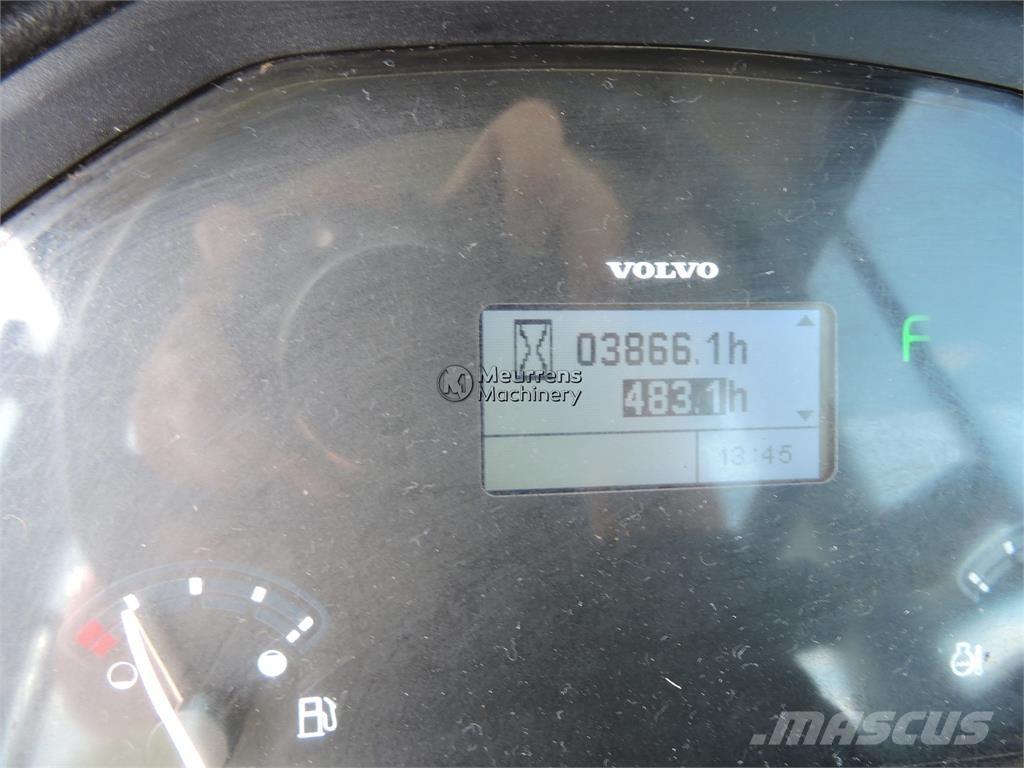 VOLVO
03866.1h
483.1h
13:45
F
Meurrens
Machinery
M
MASCUS